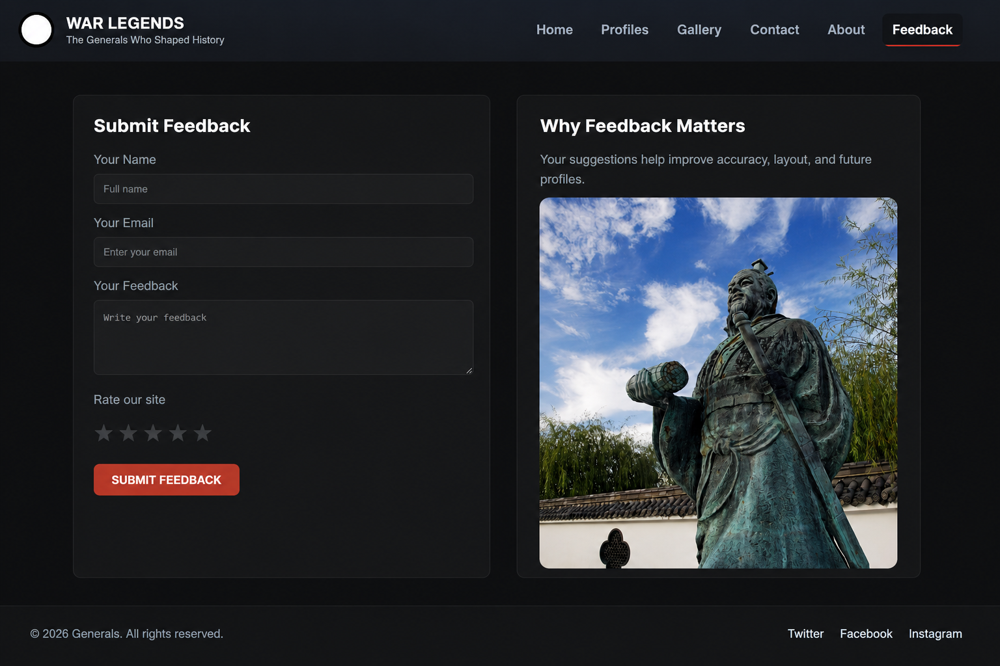 WAR LEGENDS
The Generals Who Shaped History
Home
Profiles
Gallery
Contact
About
Feedback
Submit Feedback
Your Name
Full name
Your Email
Enter your email
Your Feedback
Write your feedback
Rate our site
SUBMIT FEEDBACK
Why Feedback Matters
Your suggestions help improve accuracy, layout, and future
profiles.
© 2026 Generals. All rights reserved.
Twitter
Facebook
Instagram